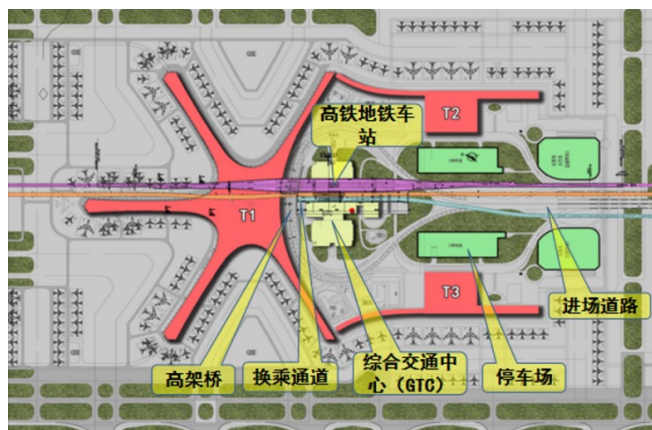 T2
高铁地铁车
站
T1
T3
进场道路
高架桥
换乘通道
综合交通中
心（GTC）
停车场